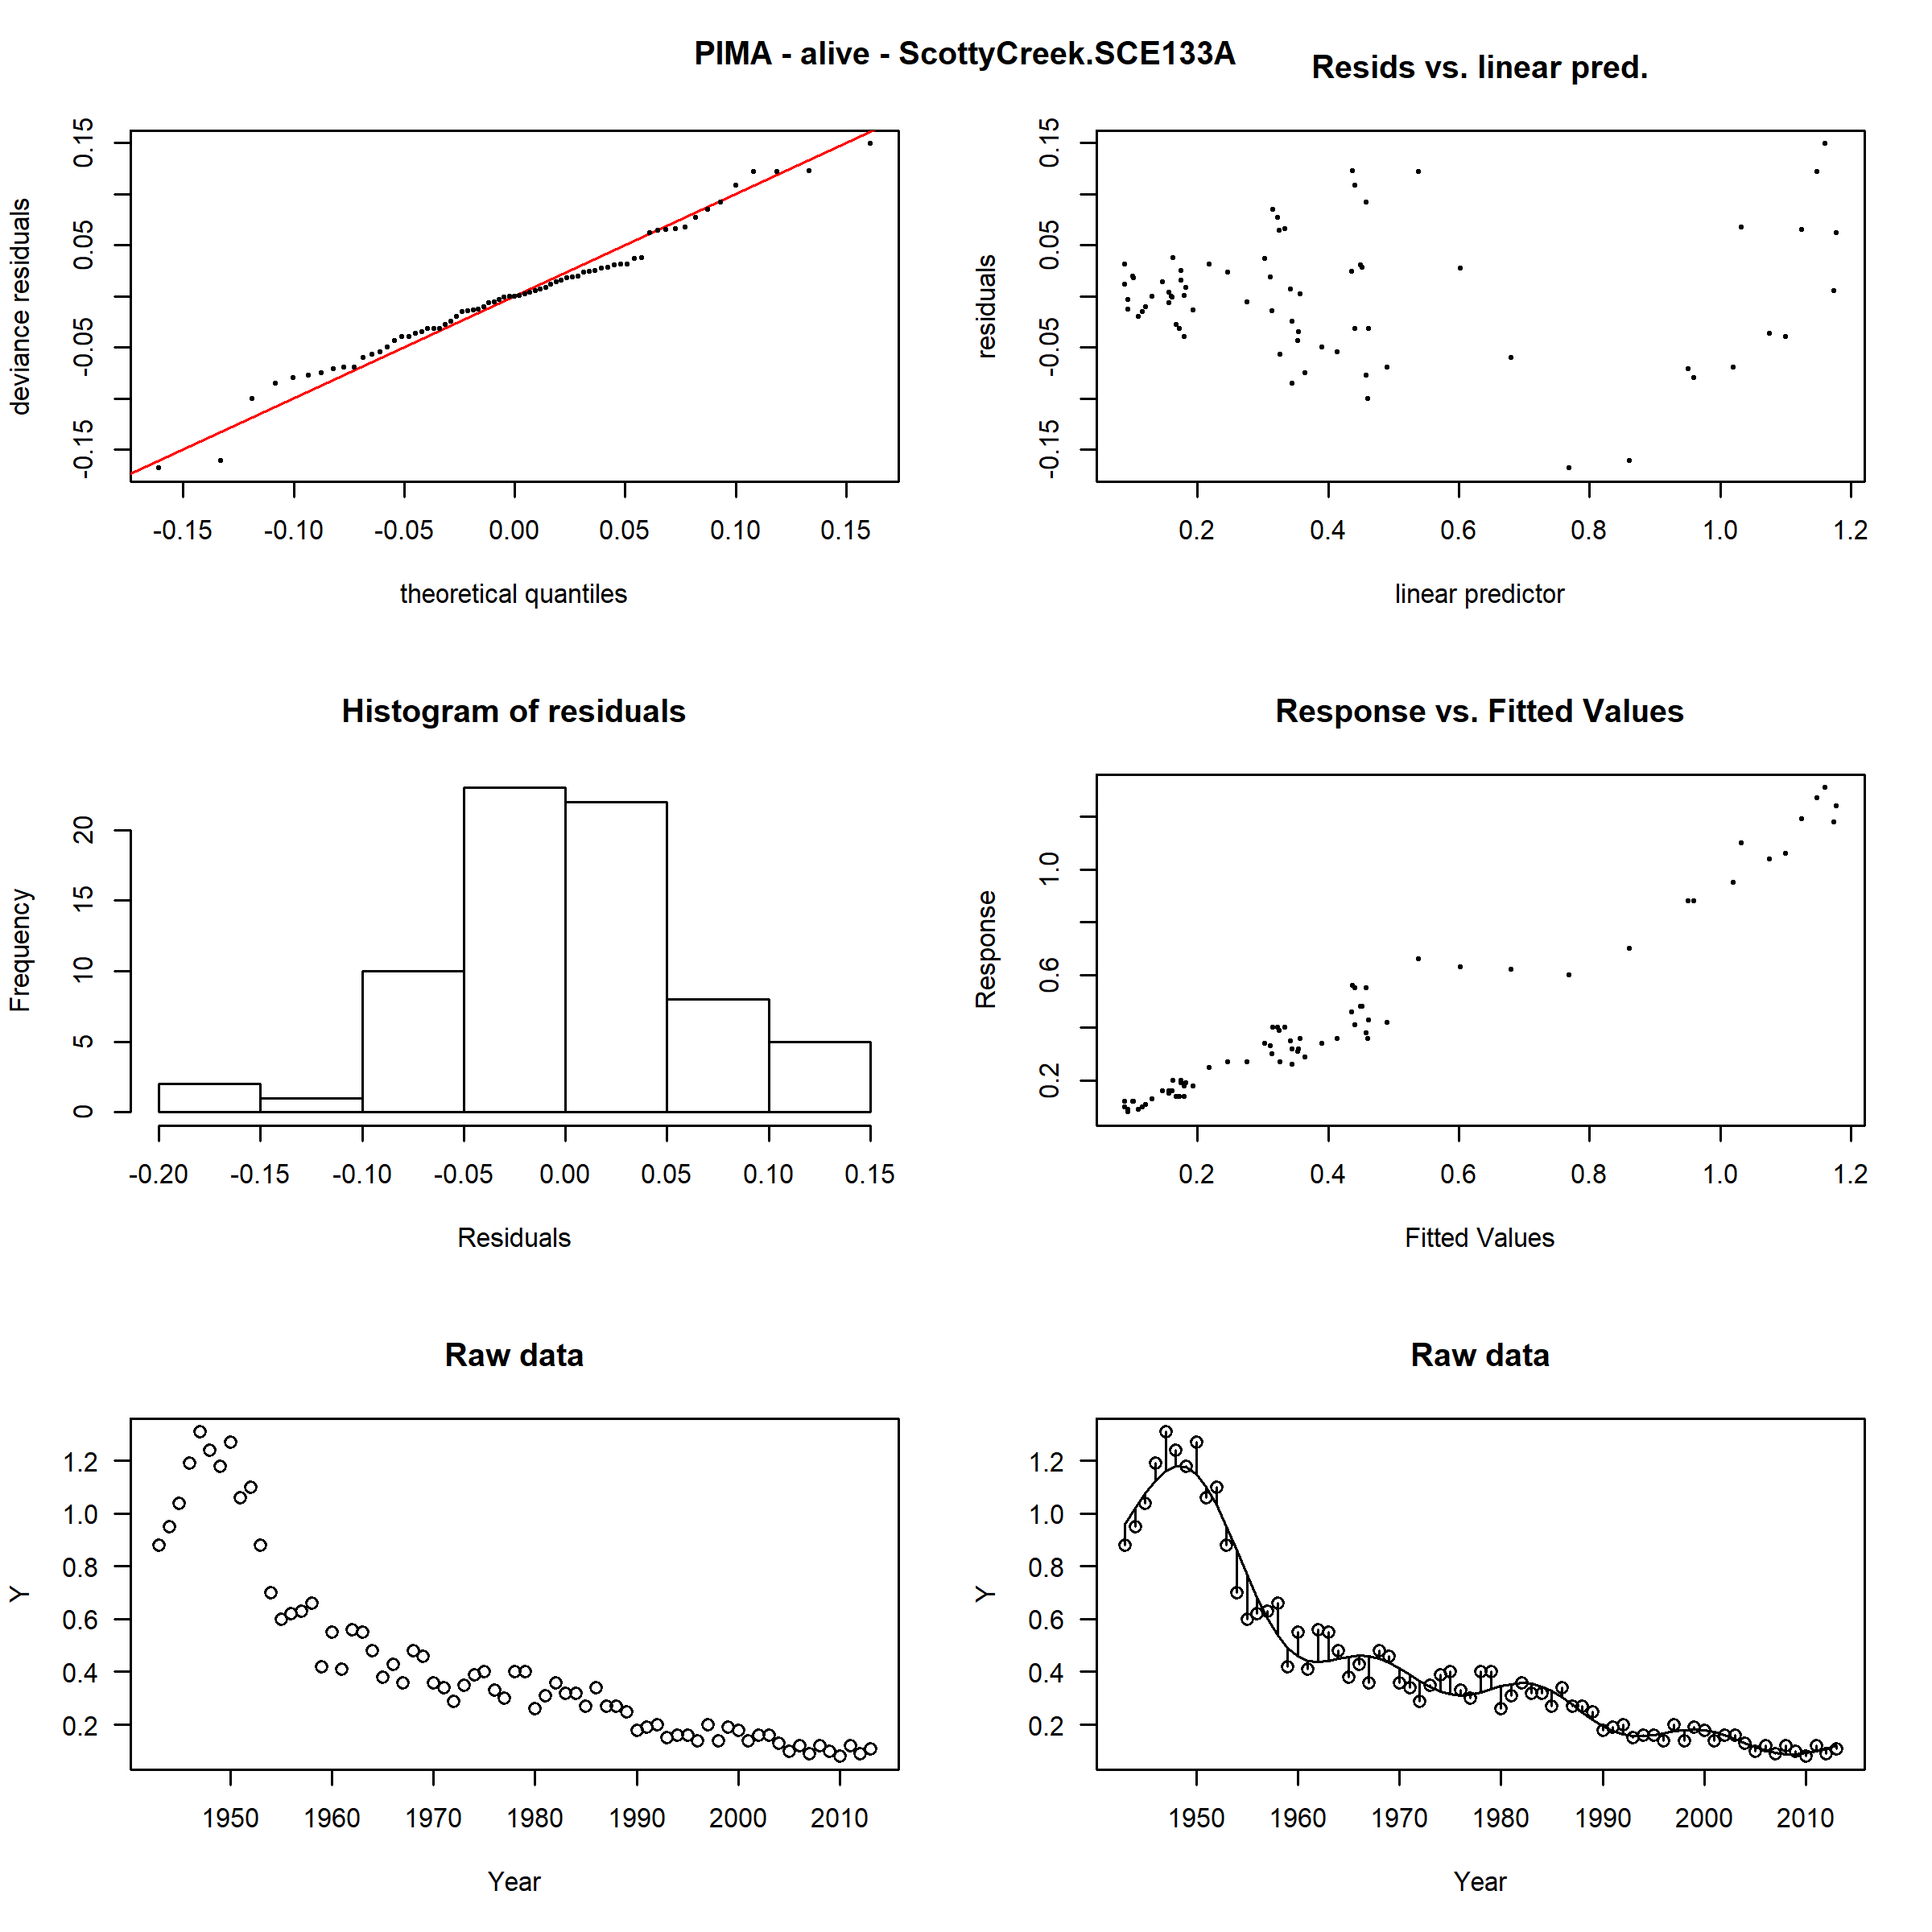 PIMA - alive - ScottyCreek.SCE133A
Resids vs. linear pred.
deviance residuals
0.15
0.05
-0.05
-0.15
-0.15 -0.10 -0.05 0.00 0.05 0.10 0.15
theoretical quantiles
residuals
0.15
0.05
-0.05
-0.15
0.2 0.4 0.6 0.8 1.0 1.2
linear predictor
Histogram of residuals
Frequency
20
15
10
5
0
-0.20 -0.15 -0.10 -0.05 0.00 0.05 0.10 0.15
Residuals
Response vs. Fitted Values
Response
1.0
0.6
0.2
0.2 0.4 0.6 0.8 1.0 1.2
Fitted Values
Raw data
Y
1.2
1.0
0.8
0.6
0.4
0.2
1950 1960 1970 1980 1990 2000 2010
Year
Raw data
Y
1.2
1.0
0.8
0.6
0.4
0.2
1950 1960 1970 1980 1990 2000 2010
Year